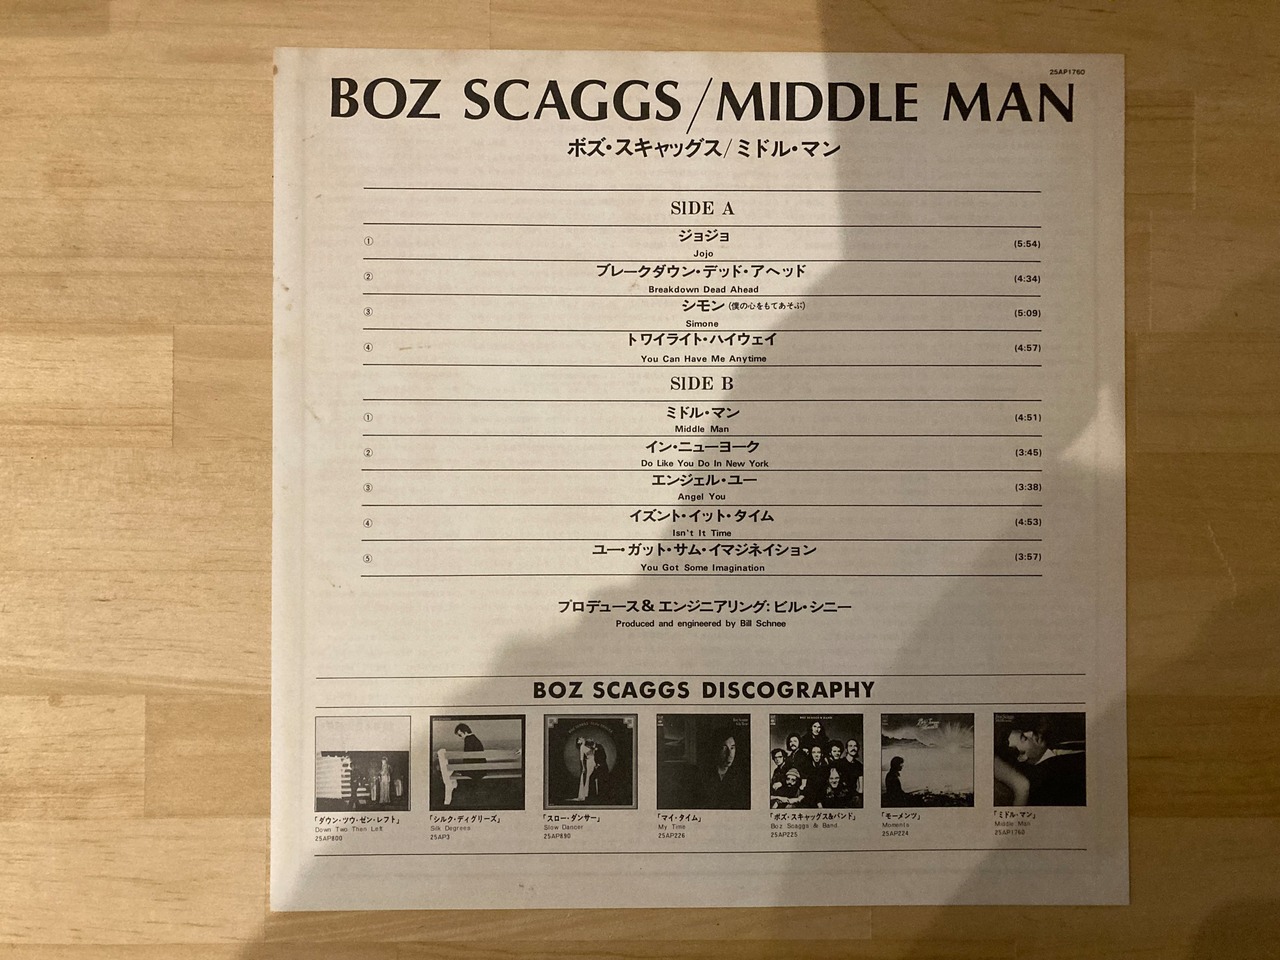 25AP1760
BOZ SCAGGS/MIDDLE MAN
ボズ・スキャッグス/ミドル・マン
SIDE A
① ジョジョ (5:54)
Jojo
② ブレークダウン・デッド・アヘッド (4:34)
Breakdown Dead Ahead
③ シモン (僕の心をもてあそぶ) (5:09)
Simone
④ トワイライト・ハイウェイ (4:57)
You Can Have Me Anytime
SIDE B
① ミドル・マン (4:51)
Middle Man
② イン・ニューヨーク (3:45)
Do Like You Do In New York
③ エンジェル・ユー (3:38)
Angel You
④ イズント・イット・タイム (4:53)
Isn't It Time
⑤ ユー・ガット・サム・イマジネイション (3:57)
You Got Some Imagination
プロデュース&エンジニアリング:ビル・シニー
Produced and engineered by Bill Schnee
BOZ SCAGGS DISCOGRAPHY
「ダウン・ツウ・ゼン・レフト」
Down Two Than Left
25AP800
「シルク・ディグリーズ」
Silk Degrees
25AP3
「スロー・ダンサー」
Slow Dancer
25AP890
「マイ・タイム」
My Time
25AP226
「ボズ・スキャッグス&バンド」
Boz Scaggs & Band
25AP225
「モーメンツ」
Moments
25AP224
「ミドル・マン」
Middle Man
25AP1760